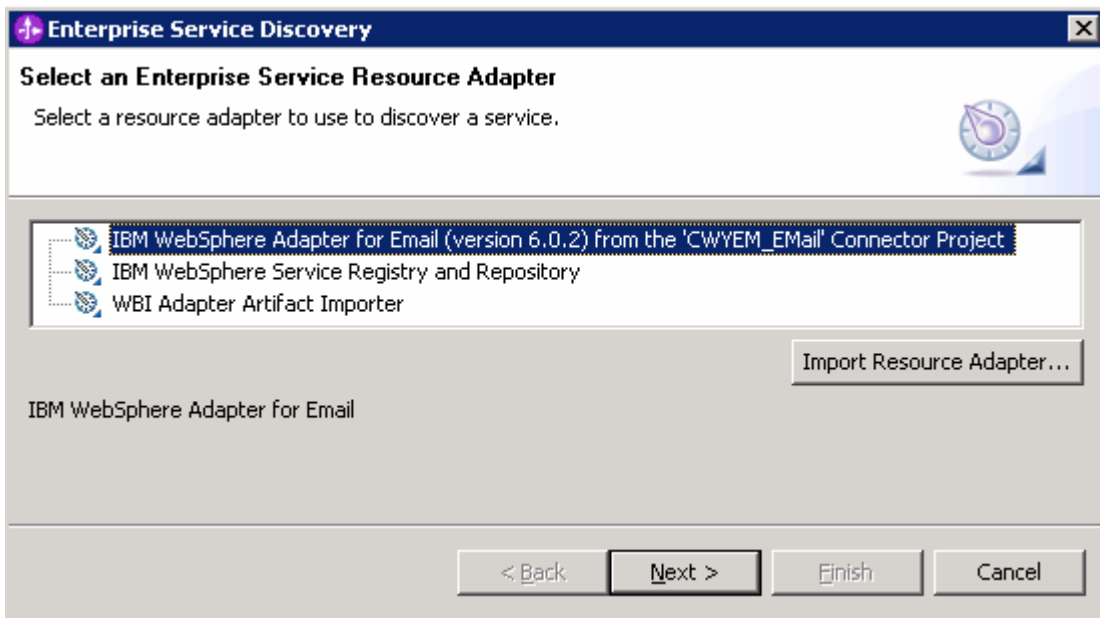 Enterprise Service Discovery
Select an Enterprise Service Resource Adapter
Select a resource adapter to use to discover a service.
IBM WebSphere Adapter for Email (version 6.0.2) from the 'CWYEM_EMail' Connector Project
IBM WebSphere Service Registry and Repository
WBI Adapter Artifact Importer
Import Resource Adapter...
IBM WebSphere Adapter for Email
< Back Next > Finish Cancel